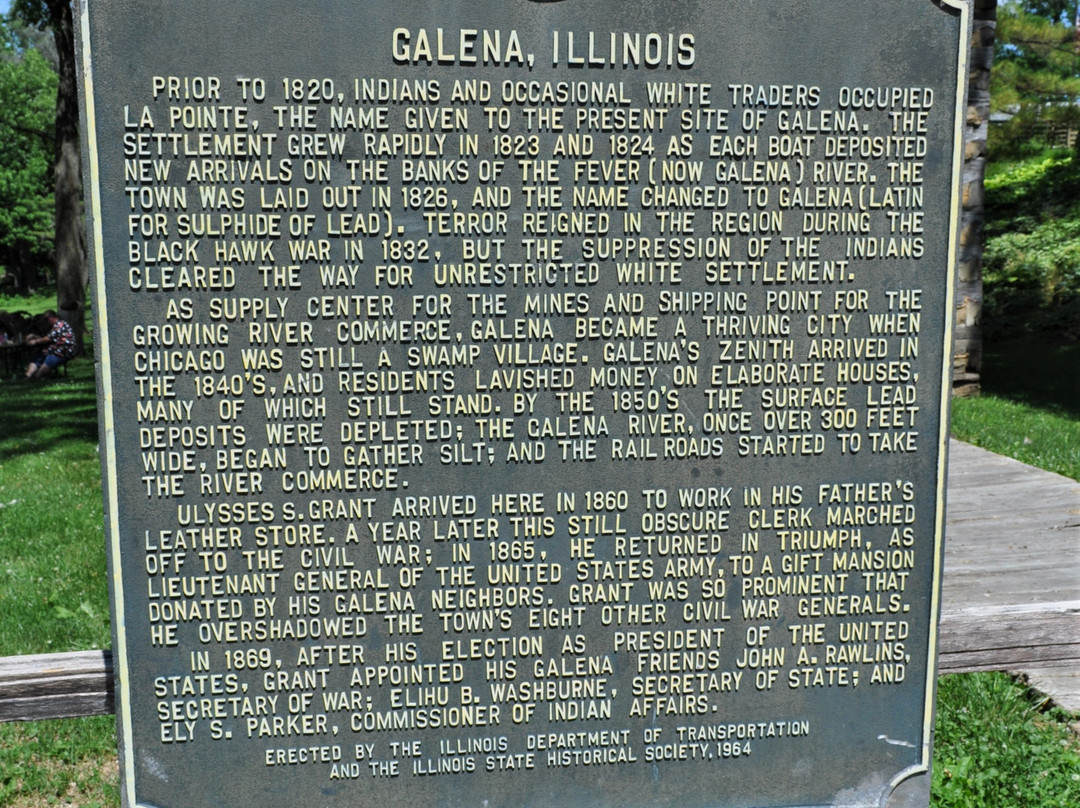 GALENA, ILLINOIS
PRIOR TO 1820, INDIANS AND OCCASIONAL WHITE TRADERS OCCUPIED
LA POINTE, THE NAME GIVEN TO THE PRESENT SITE OF GALENA. THE
SETTLEMENT GREW RAPIDLY IN 1823 AND 1824 AS EACH BOAT DEPOSITED
NEW ARRIVALS ON THE BANKS OF THE FEVER (NOW GALENA) RIVER. THE
TOWN WAS LAID OUT IN 1826, AND THE NAME CHANGED TO GALENA (LATIN
FOR SULPHIDE OF LEAD). TERROR REIGNED IN THE REGION DURING THE
BLACK HAWK WAR IN 1832, BUT THE SUPPRESSION OF THE INDIANS
CLEARED THE WAY FOR UNRESTRICTED WHITE SETTLEMENT.
AS SUPPLY CENTER FOR THE MINES AND SHIPPING POINT FOR THE
GROWING RIVER COMMERCE, GALENA BECAME A THRIVING CITY WHEN
CHICAGO WAS STILL A SWAMP VILLAGE. GALENA'S ZENITH ARRIVED IN
THE 1840'S, AND RESIDENTS LAVISHED MONEY ON ELABORATE HOUSES,
MANY OF WHICH STILL STAND. BY THE 1850'S THE SURFACE LEAD
DEPOSITS WERE DEPLETED; THE GALENA RIVER, ONCE OVER 300 FEET
WIDE, BEGAN TO GATHER SILT; AND THE RAILROADS STARTED TO TAKE
THE RIVER COMMERCE.
ULYSSES S. GRANT ARRIVED HERE IN 1860 TO WORK IN HIS FATHER'S
LEATHER STORE. A YEAR LATER THIS STILL OBSCURE CLERK MARCHED
OFF TO THE CIVIL WAR; IN 1865, HE RETURNED IN TRIUMPH, AS
LIEUTENANT GENERAL OF THE UNITED STATES ARMY, TO A GIFT MANSION
DONATED BY HIS GALENA NEIGHBORS. GRANT WAS SO PROMINENT THAT
HE OVERSHADOWED THE TOWN'S EIGHT OTHER CIVIL WAR GENERALS.
IN 1869, AFTER HIS ELECTION AS PRESIDENT OF THE UNITED
STATES, GRANT APPOINTED HIS GALENA FRIENDS JOHN A. RAWLINS,
SECRETARY OF WAR; ELIHU B. WASHBURNE, SECRETARY OF STATE; AND
ELY S. PARKER, COMMISSIONER OF INDIAN AFFAIRS.
ERECTED BY THE ILLINOIS DEPARTMENT OF TRANSPORTATION
AND THE ILLINOIS STATE HISTORICAL SOCIETY, 1964